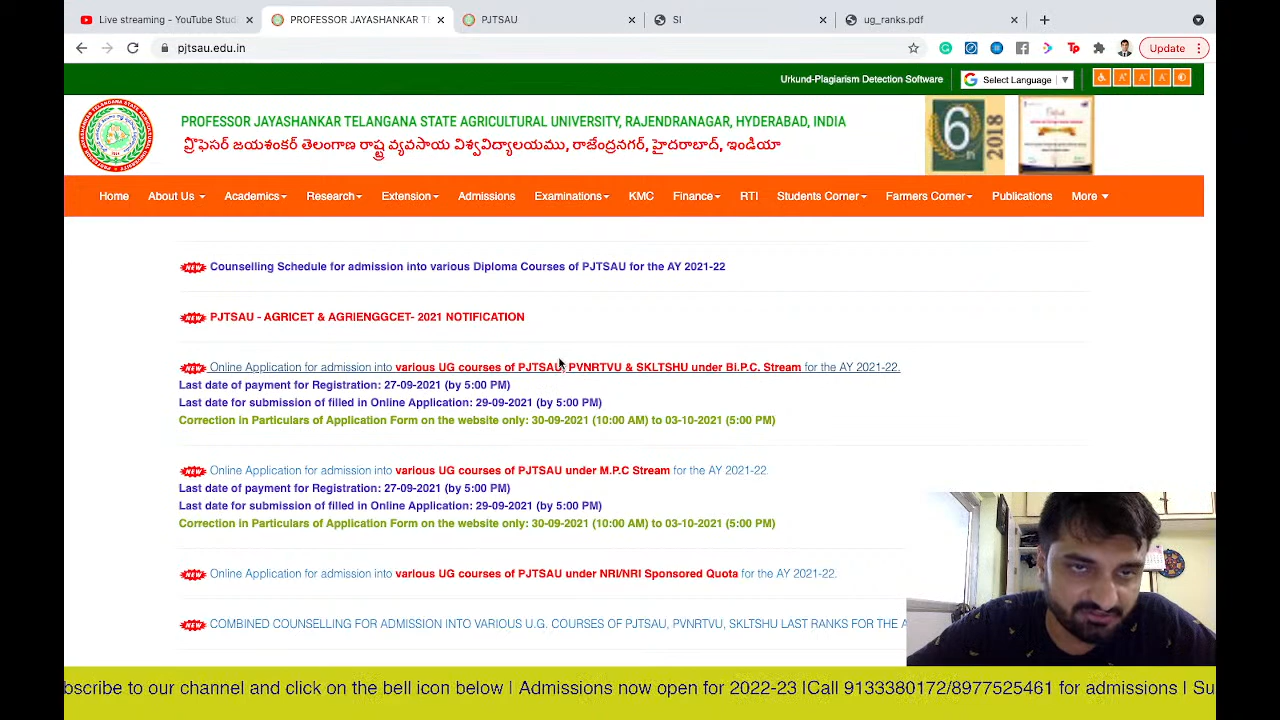 Live streaming - YouTube Stud
PROFESSOR JAYASHANKAR T
PJTSAU
SI
ug_ranks.pdf
pjtsau.edu.in
Update
Urkund-Plagiarism Detection Software
Select Language
PROFESSOR JAYASHANKAR TELANGANA STATE AGRICULTURAL UNIVERSITY, RAJENDRANAGAR, HYDERABAD, INDIA
ప్రొఫెసర్ జయశంకర్ తెలంగాణ రాష్ట్ర వ్యవసాయ విశ్వవిద్యాలయము, రాజేంద్రనగర్, హైదరాబాద్, ఇండియా
6
2018
Home
About Us
Academics
Research
Extension
Admissions
Examinations
KMC
Finance
RTI
Students Corner
Farmers Corner
Publications
More
NEW Counselling Schedule for admission into various Diploma Courses of PJTSAU for the AY 2021-22
NEW PJTSAU - AGRICET & AGRIENGGCET- 2021 NOTIFICATION
NEW Online Application for admission into various UG courses of PJTSAU, PVNRTVU & SKLTSHU under Bi.P.C. Stream for the AY 2021-22.
Last date of payment for Registration: 27-09-2021 (by 5:00 PM)
Last date for submission of filled in Online Application: 29-09-2021 (by 5:00 PM)
Correction in Particulars of Application Form on the website only: 30-09-2021 (10:00 AM) to 03-10-2021 (5:00 PM)
NEW Online Application for admission into various UG courses of PJTSAU under M.P.C Stream for the AY 2021-22.
Last date of payment for Registration: 27-09-2021 (by 5:00 PM)
Last date for submission of filled in Online Application: 29-09-2021 (by 5:00 PM)
Correction in Particulars of Application Form on the website only: 30-09-2021 (10:00 AM) to 03-10-2021 (5:00 PM)
NEW Online Application for admission into various UG courses of PJTSAU under NRI/NRI Sponsored Quota for the AY 2021-22.
NEW COMBINED COUNSELLING FOR ADMISSION INTO VARIOUS U.G. COURSES OF PJTSAU, PVNRTVU, SKLTSHU LAST RANKS FOR THE A
bscribe to our channel and click on the bell icon below I Admissions now open for 2022-23 ICall 9133380172/8977525461 for admissions I Su